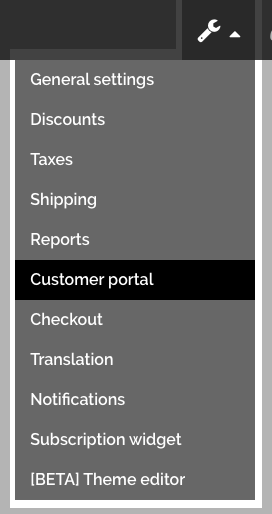 General settings
Discounts
Taxes
Shipping
Reports
Customer portal
Checkout
Translation
Notifications
Subscription widget
[BETA] Theme editor